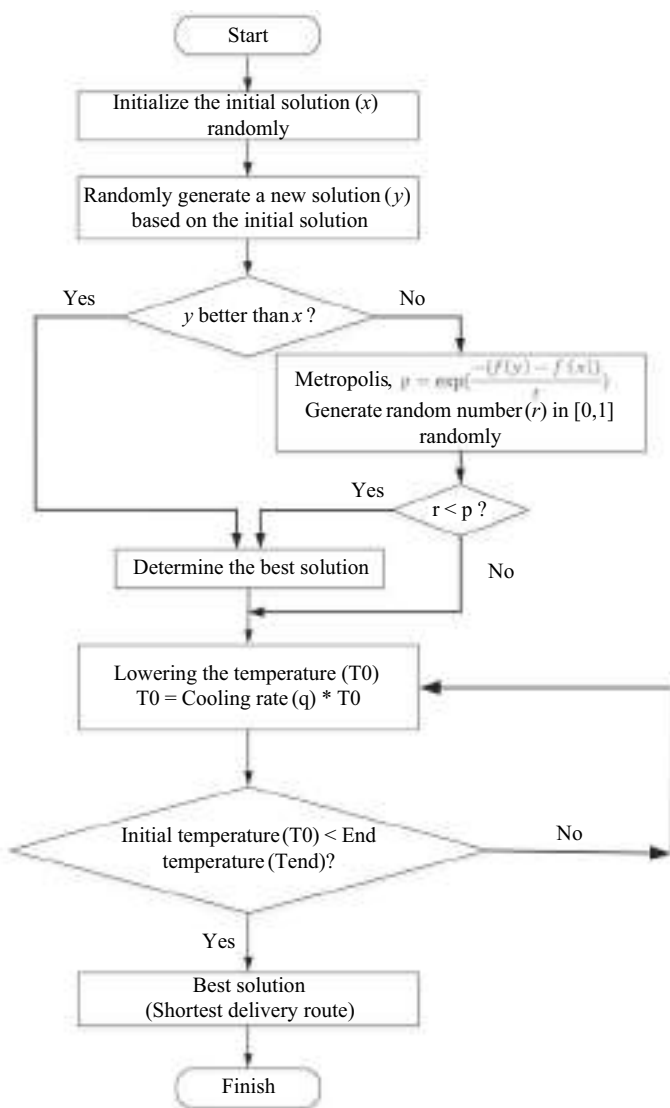 Start
Initialize the initial solution (x)
randomly
Randomly generate a new solution (y)
based on the initial solution
Yes
No
y better than x ?
Metropolis, p = exp(-(f(y) - f(x))/t)
Generate random number (r) in [0,1]
randomly
Yes
r < p ?
Determine the best solution
No
Lowering the temperature (T0)
T0 = Cooling rate (q) * T0
Initial temperature (T0) < End
temperature (Tend)?
No
Yes
Best solution
(Shortest delivery route)
Finish